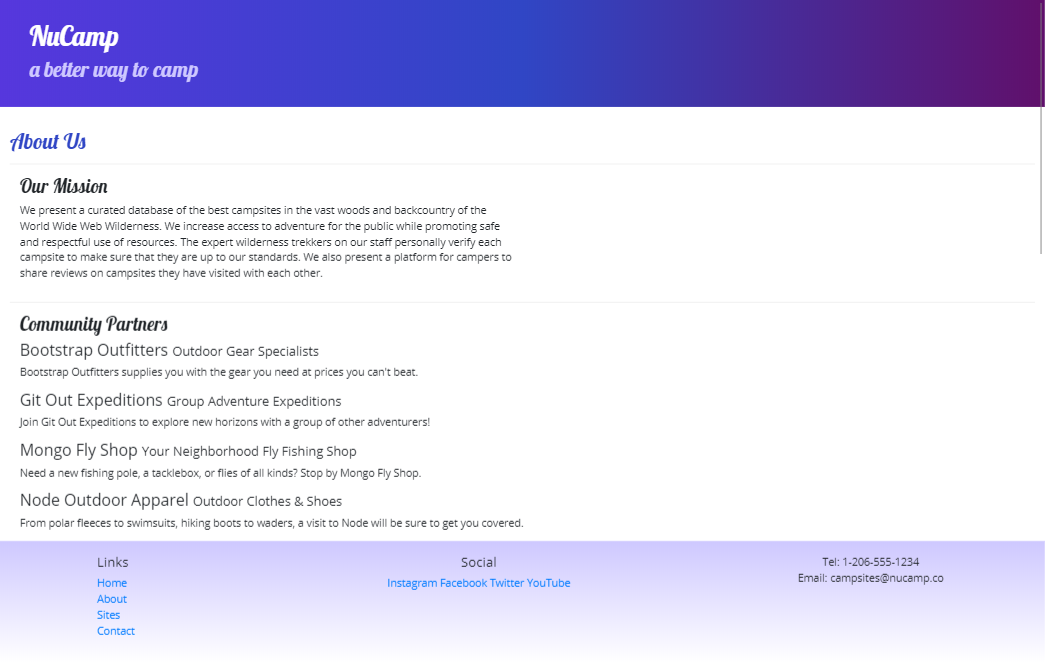 NuCamp
a better way to camp
About Us
Our Mission
We present a curated database of the best campsites in the vast woods and backcountry of the
World Wide Web Wilderness. We increase access to adventure for the public while promoting safe
and respectful use of resources. The expert wilderness trekkers on our staff personally verify each
campsite to make sure that they are up to our standards. We also present a platform for campers to
share reviews on campsites they have visited with each other.
Community Partners
Bootstrap Outfitters Outdoor Gear Specialists
Bootstrap Outfitters supplies you with the gear you need at prices you can't beat.
Git Out Expeditions Group Adventure Expeditions
Join Git Out Expeditions to explore new horizons with a group of other adventurers!
Mongo Fly Shop Your Neighborhood Fly Fishing Shop
Need a new fishing pole, a tacklebox, or flies of all kinds? Stop by Mongo Fly Shop.
Node Outdoor Apparel Outdoor Clothes & Shoes
From polar fleeces to swimsuits, hiking boots to waders, a visit to Node will be sure to get you covered.
Links
Home
About
Sites
Contact
Social
Instagram Facebook Twitter YouTube
Tel: 1-206-555-1234
Email: campsites@nucamp.co